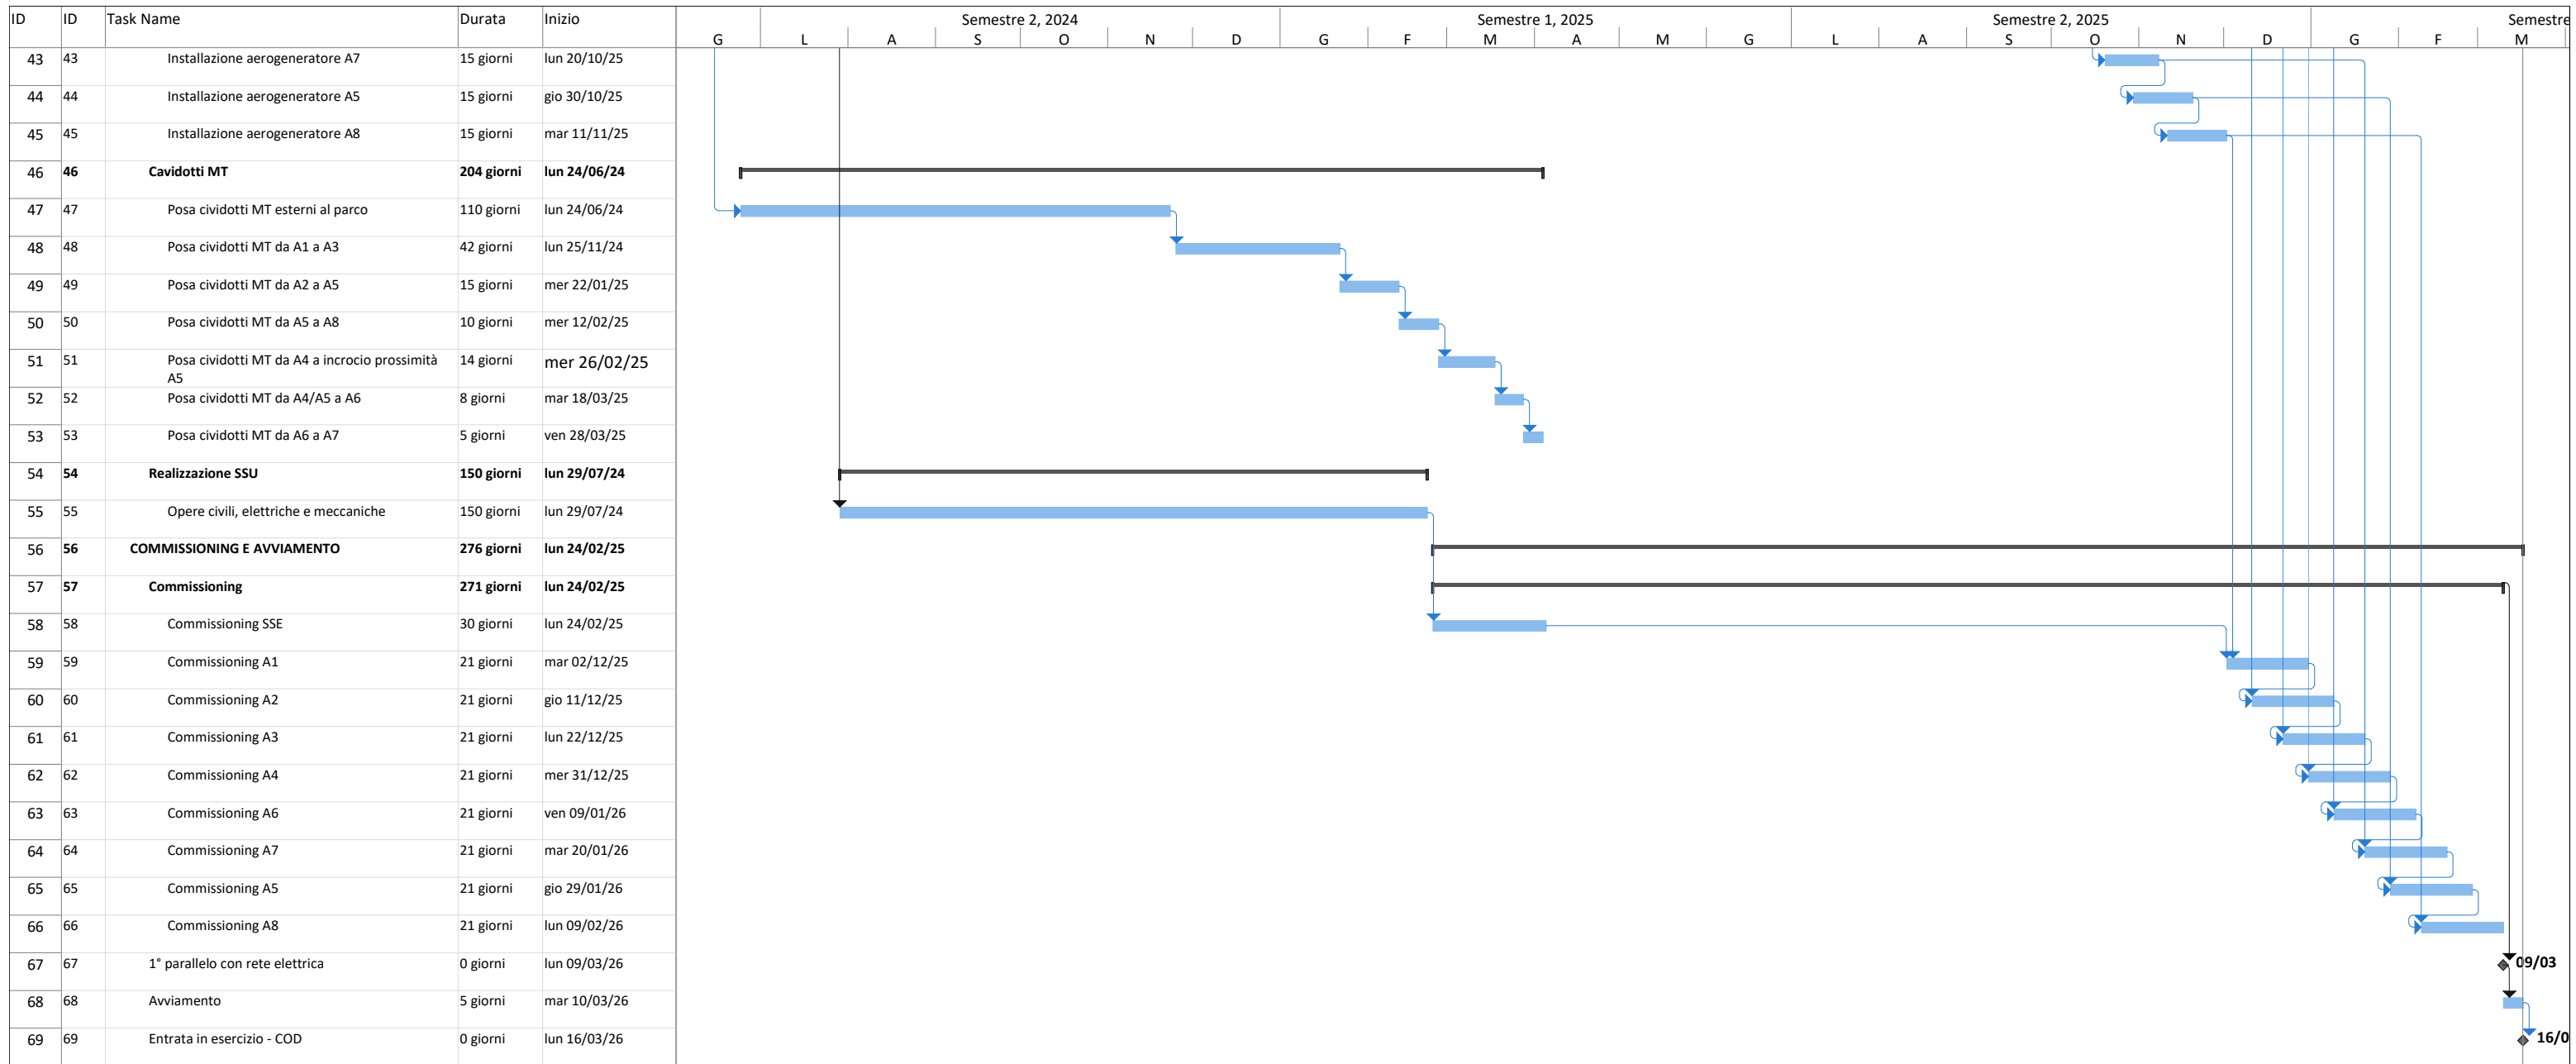 ID ID Task Name Durata Inizio Semestre 2, 2024 Semestre 1, 2025 Semestre 2, 2025 Semestre
G L A S O N D G F M A M G L A S O N D G F M
43 43 Installazione aerogeneratore A7 15 giorni lun 20/10/25
44 44 Installazione aerogeneratore A5 15 giorni gio 30/10/25
45 45 Installazione aerogeneratore A8 15 giorni mar 11/11/25
46 46 Cavidotti MT 204 giorni lun 24/06/24
47 47 Posa cividotti MT esterni al parco 110 giorni lun 24/06/24
48 48 Posa cividotti MT da A1 a A3 42 giorni lun 25/11/24
49 49 Posa cividotti MT da A2 a A5 15 giorni mer 22/01/25
50 50 Posa cividotti MT da A5 a A8 10 giorni mer 12/02/25
51 51 Posa cividotti MT da A4 a incrocio prossimità 14 giorni mer 26/02/25
A5
52 52 Posa cividotti MT da A4/A5 a A6 8 giorni mar 18/03/25
53 53 Posa cividotti MT da A6 a A7 5 giorni ven 28/03/25
54 54 Realizzazione SSU 150 giorni lun 29/07/24
55 55 Opere civili, elettriche e meccaniche 150 giorni lun 29/07/24
56 56 COMMISSIONING E AVVIAMENTO 276 giorni lun 24/02/25
57 57 Commissioning 271 giorni lun 24/02/25
58 58 Commissioning SSE 30 giorni lun 24/02/25
59 59 Commissioning A1 21 giorni mar 02/12/25
60 60 Commissioning A2 21 giorni gio 11/12/25
61 61 Commissioning A3 21 giorni lun 22/12/25
62 62 Commissioning A4 21 giorni mer 31/12/25
63 63 Commissioning A6 21 giorni ven 09/01/26
64 64 Commissioning A7 21 giorni mar 20/01/26
65 65 Commissioning A5 21 giorni gio 29/01/26
66 66 Commissioning A8 21 giorni lun 09/02/26
67 67 1° parallelo con rete elettrica 0 giorni lun 09/03/26 09/03
68 68 Avviamento 5 giorni mar 10/03/26
69 69 Entrata in esercizio - COD 0 giorni lun 16/03/26 16/0